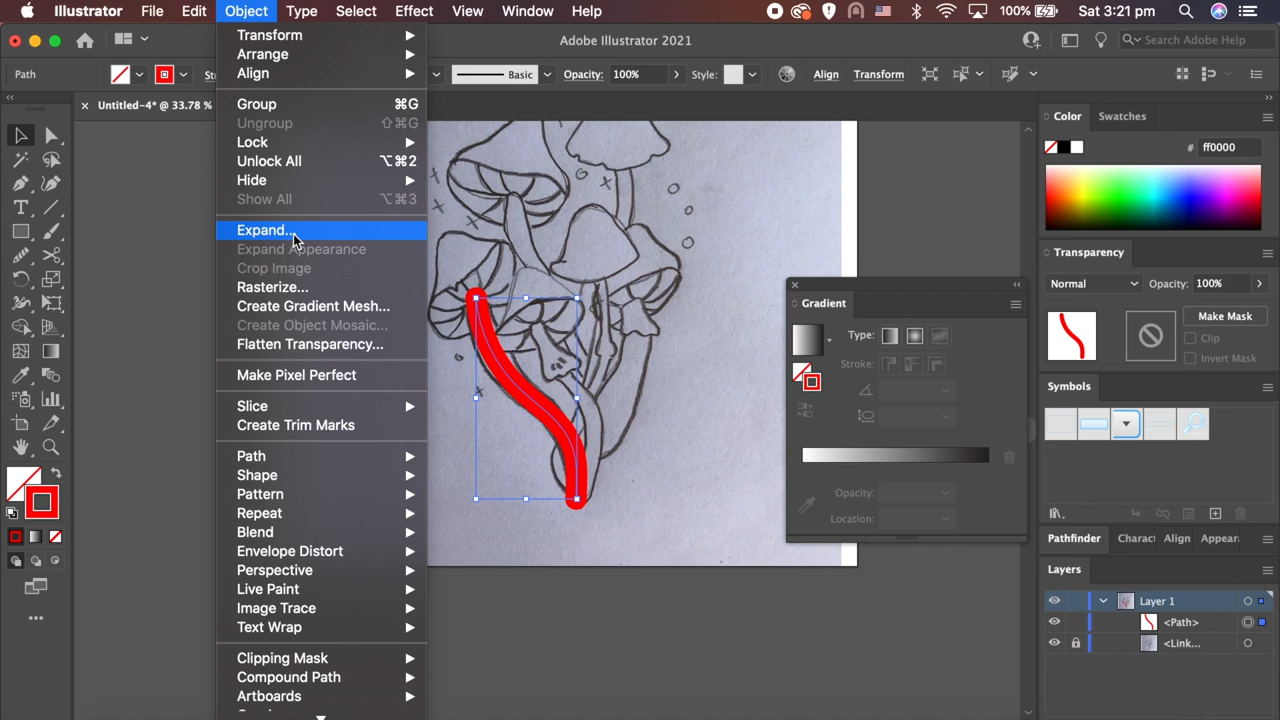 Illustrator File Edit Object Type Select Effect View Window Help 100% Sat 3:21 pm
Adobe Illustrator 2021
Search Adobe Help
Path
Basic
Opacity: 100%
Style:
Align
Transform
× Untitled-4* @ 33.78 %
Transform
Arrange
Align
Group ⌘G
Ungroup ⇧⌘G
Lock
Unlock All ⌥⌘2
Hide
Show All ⌥⌘3
Expand...
Expand Appearance
Crop Image
Rasterize...
Create Gradient Mesh...
Create Object Mosaic...
Flatten Transparency...
Make Pixel Perfect
Slice
Create Trim Marks
Path
Shape
Pattern
Repeat
Blend
Envelope Distort
Perspective
Live Paint
Image Trace
Text Wrap
Clipping Mask
Compound Path
Artboards
Gradient
Type:
Stroke:
Opacity:
Location:
Color Swatches
# ff0000
Transparency
Normal Opacity: 100%
Make Mask
Clip
Invert Mask
Symbols
Pathfinder Charact Align Appear
Layers
Layer 1
<Path>
<Link...